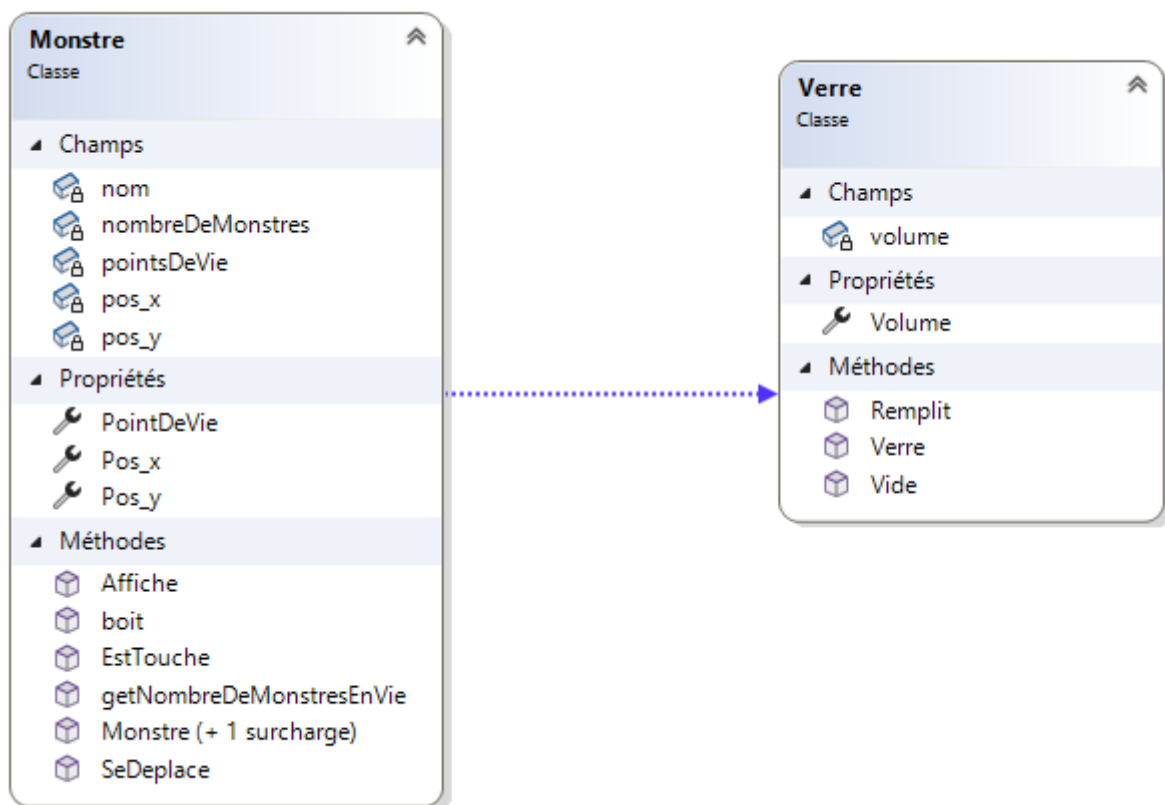 Monstre
Classe
Champs
nom
nombreDeMonstres
pointsDeVie
pos_x
pos_y
Propriétés
PointDeVie
Pos_x
Pos_y
Méthodes
Affiche
boit
EstTouche
getNombreDeMonstresEnVie
Monstre (+ 1 surcharge)
SeDeplace
Verre
Classe
Champs
volume
Propriétés
Volume
Méthodes
Remplit
Verre
Vide